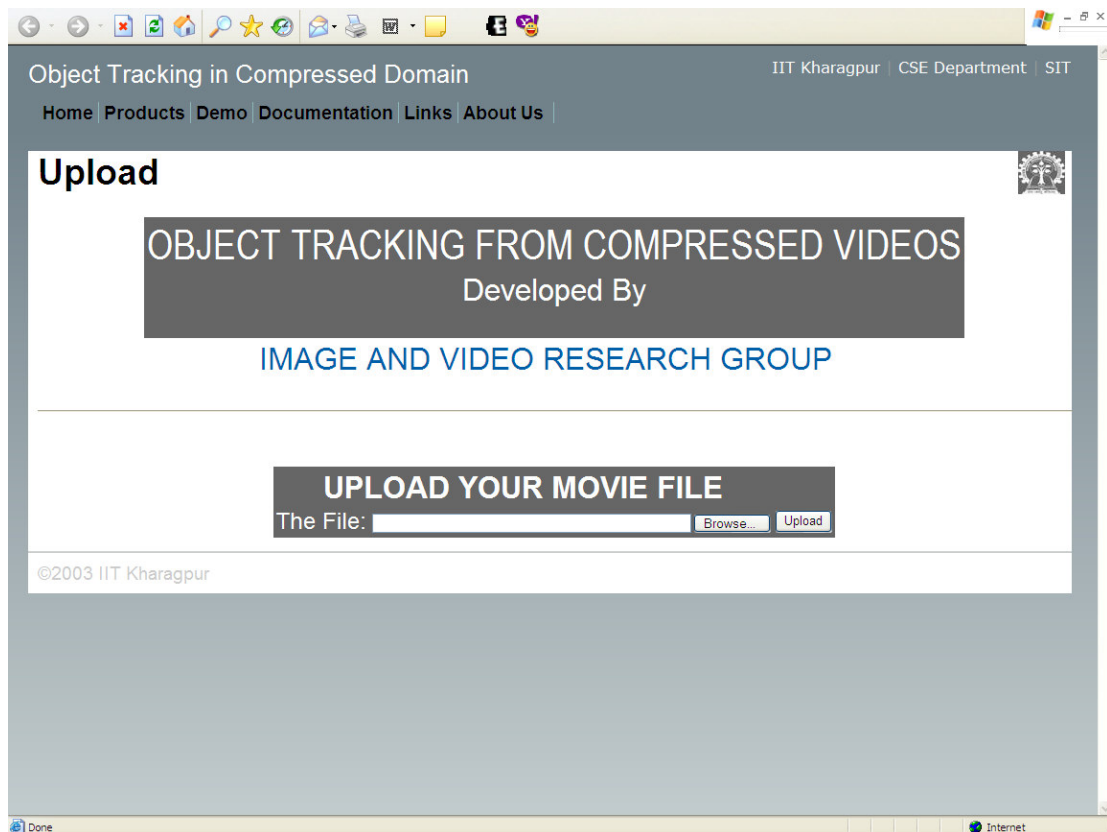 Object Tracking in Compressed Domain
IIT Kharagpur | CSE Department | SIT
Home | Products | Demo | Documentation | Links | About Us |
Upload
OBJECT TRACKING FROM COMPRESSED VIDEOS
Developed By
IMAGE AND VIDEO RESEARCH GROUP
UPLOAD YOUR MOVIE FILE
The File: Browse... Upload
©2003 IIT Kharagpur
Done Internet